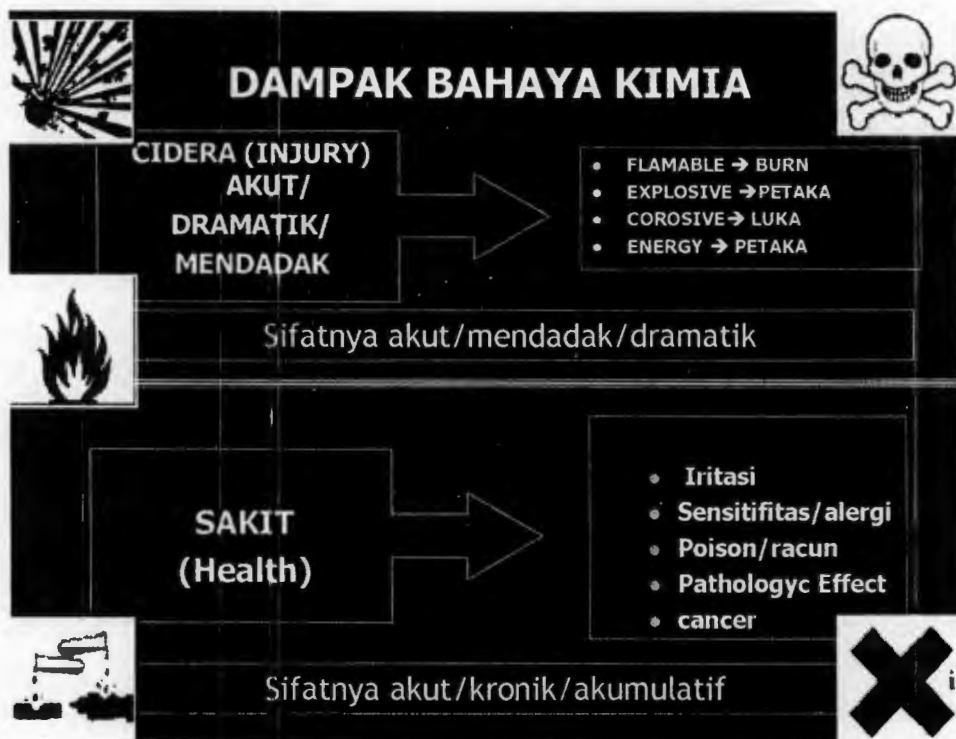 DAMPAK BAHAYA KIMIA
CIDERA (INJURY)
AKUT/
DRAMATIK/
MENDADAK
• FLAMABLE → BURN
• EXPLOSIVE → PETAKA
• COROSIVE → LUKA
• ENERGY → PETAKA
Sifatnya akut/mendadak/dramatik
SAKIT
(Health)
• Iritasi
• Sensitifitas/alergi
• Poison/racun
• Pathologyc Effect
• cancer
Sifatnya akut/kronik/akumulatif
i